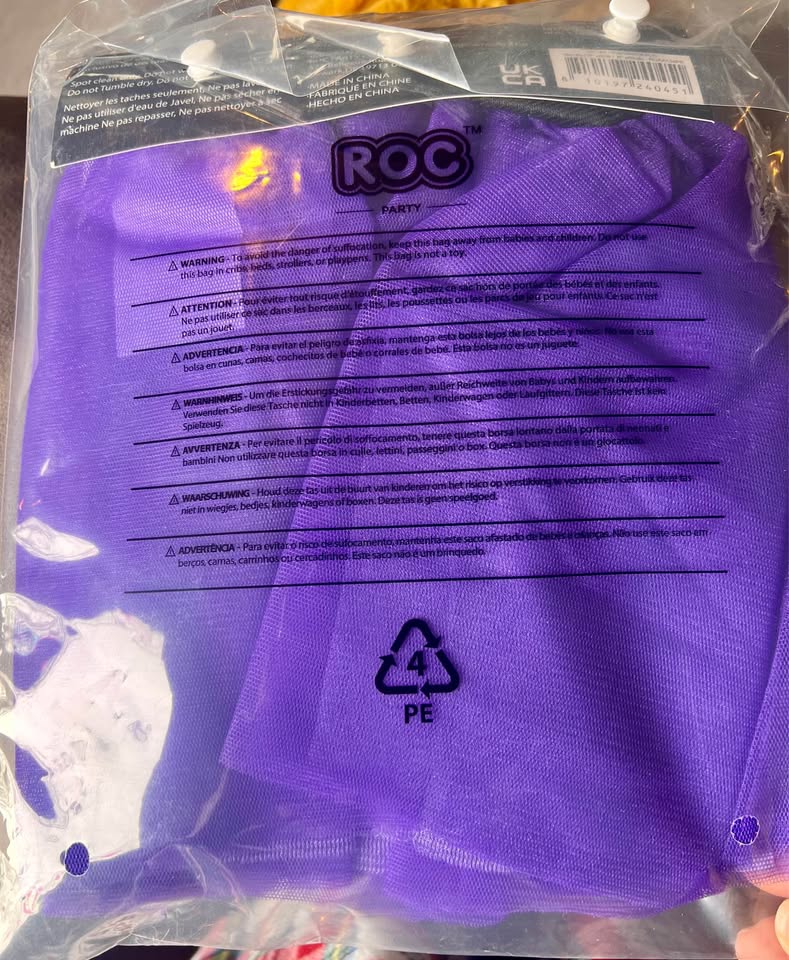 Spot clean
Do not Tumble dry, Do not
Nettoyer les taches seulement, Ne pas
Ne pas utiliser d'eau de Javel, Ne pas sécher en
machine Ne pas repasser, Ne pas nettoyer à sec
MADE IN CHINA
FABRIQUE EN CHINE
HECHO EN CHINA
UK
CA
8 10197 24045
ROC™
PARTY
⚠ WARNING - To avoid the danger of suffocation, keep this bag away from babies and children. Do not use
this bag in cribs, beds, strollers, or playpens. This bag is not a toy.
⚠ ATTENTION - Pour éviter tout risque d'étouffement, gardez ce sac hors de portée des bébés et des enfants.
Ne pas utiliser ce sac dans les berceaux, les lits, les poussettes ou les parcs de jeu pour enfants. Ce sac n'est
pas un jouet.
⚠ ADVERTENCIA - Para evitar el peligro de asfixia, mantenga esta bolsa lejos de los bebés y niños. No use esta
bolsa en cunas, camas, cochecitos de bebé o corrales de bebé. Esta bolsa no es un juguete.
⚠ WARNHINWEIS - Um die Erstickungsgefahr zu vermeiden, außer Reichweite von Babys und Kindern aufbewahren.
Verwenden Sie diese Tasche nicht in Kinderbetten, Betten, Kinderwagen oder Laufgittern. Diese Tasche ist kein
Spielzeug.
⚠ AVVERTENZA - Per evitare il pericolo di soffocamento, tenere questa borsa lontano dalla portata di neonati e
bambini Non utilizzare questa borsa in culle, lettini, passeggini o box. Questa borsa non è un giocattolo.
⚠ WAARSCHUWING - Houd deze tas uit de buurt van kinderen om het risico op verstikking te voorkomen. Gebruik deze tas
niet in wiegjes, bedjes, kinderwagens of boxen. Deze tas is geen speelgoed.
⚠ ADVERTÊNCIA - Para evitar o risco de sufocamento, mantenha este saco afastado de bebés e crianças. Não use este saco em
berços, camas, carrinhos ou cercadinhos. Este saco não é um brinquedo.
4
PE